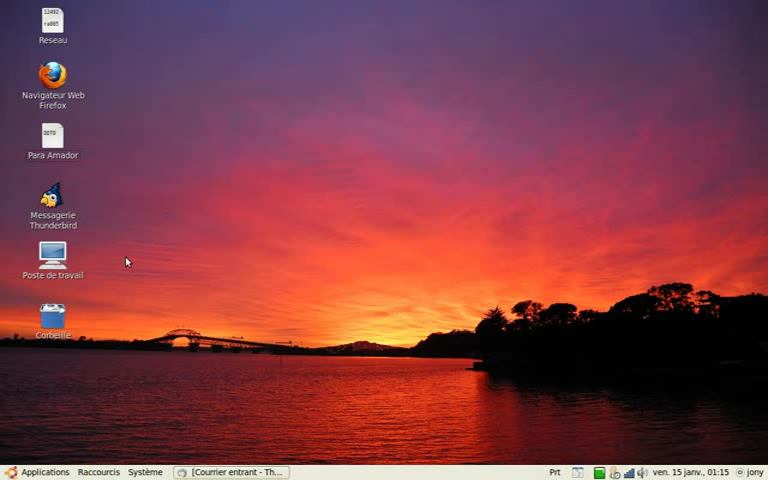 12492
Reseau
Navigateur Web
Firefox
Para Amador
Messagerie
Thunderbird
Poste de travail
Corbeille
Applications Raccourcis Système [Courrier entrant - Th... Prt ven. 15 janv., 01:15 jony